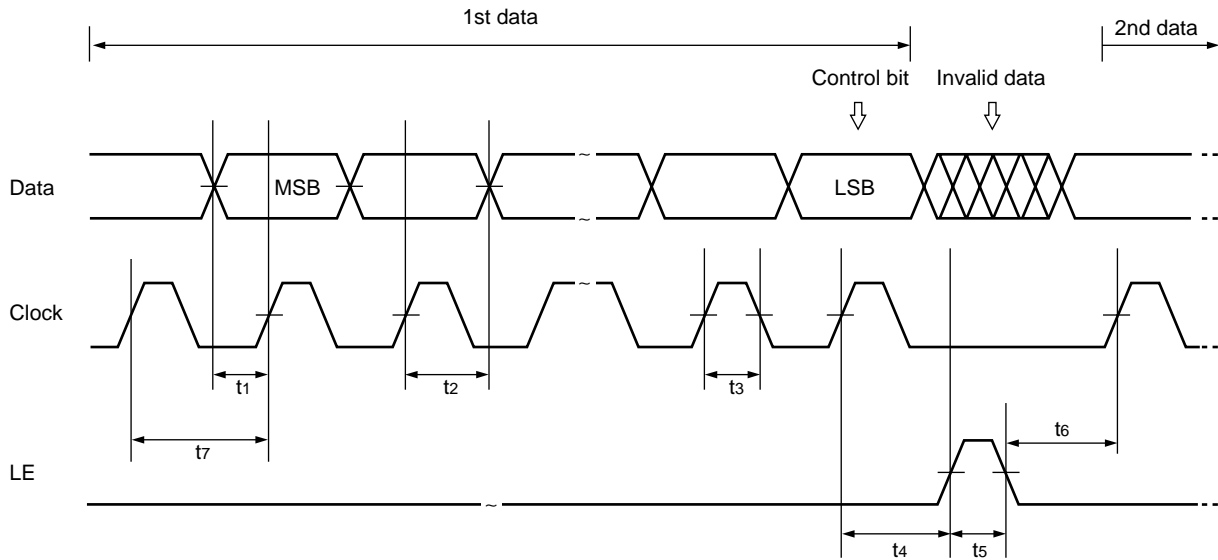 1st data
2nd data
Control bit
Invalid data
Data
MSB
LSB
Clock
t1
t2
t3
t7
t6
LE
t4
t5